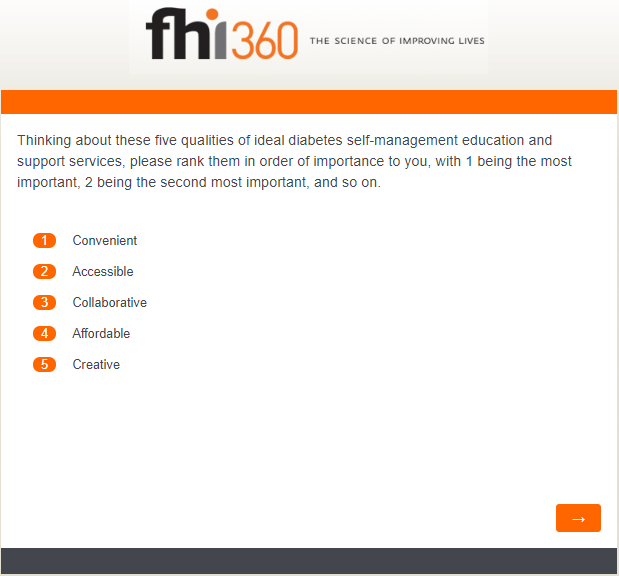 fhi360 THE SCIENCE OF IMPROVING LIVES
Thinking about these five qualities of ideal diabetes self-management education and
support services, please rank them in order of importance to you, with 1 being the most
important, 2 being the second most important, and so on.
1 Convenient
2 Accessible
3 Collaborative
4 Affordable
5 Creative
→